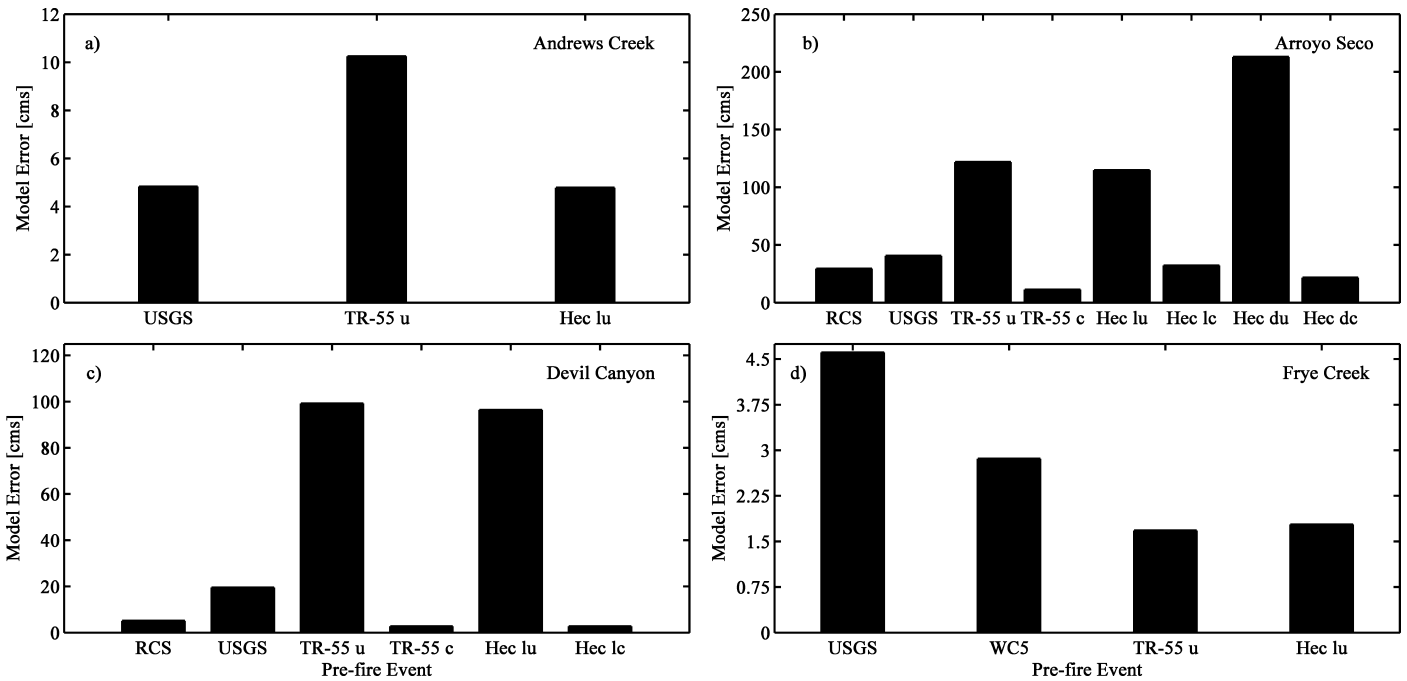 a)
Andrews Creek
Model Error [cms]
12
10
8
6
4
2
0
USGS TR-55 u Hec lu
b)
Arroyo Seco
Model Error [cms]
250
200
150
100
50
0
RCS USGS TR-55 u TR-55 c Hec lu Hec lc Hec du Hec dc
c)
Devil Canyon
Model Error [cms]
120
100
80
60
40
20
0
RCS USGS TR-55 u TR-55 c Hec lu Hec lc
Pre-fire Event
d)
Frye Creek
Model Error [cms]
4.5
3.75
3
2.25
1.5
0.75
0
USGS WC5 TR-55 u Hec lu
Pre-fire Event